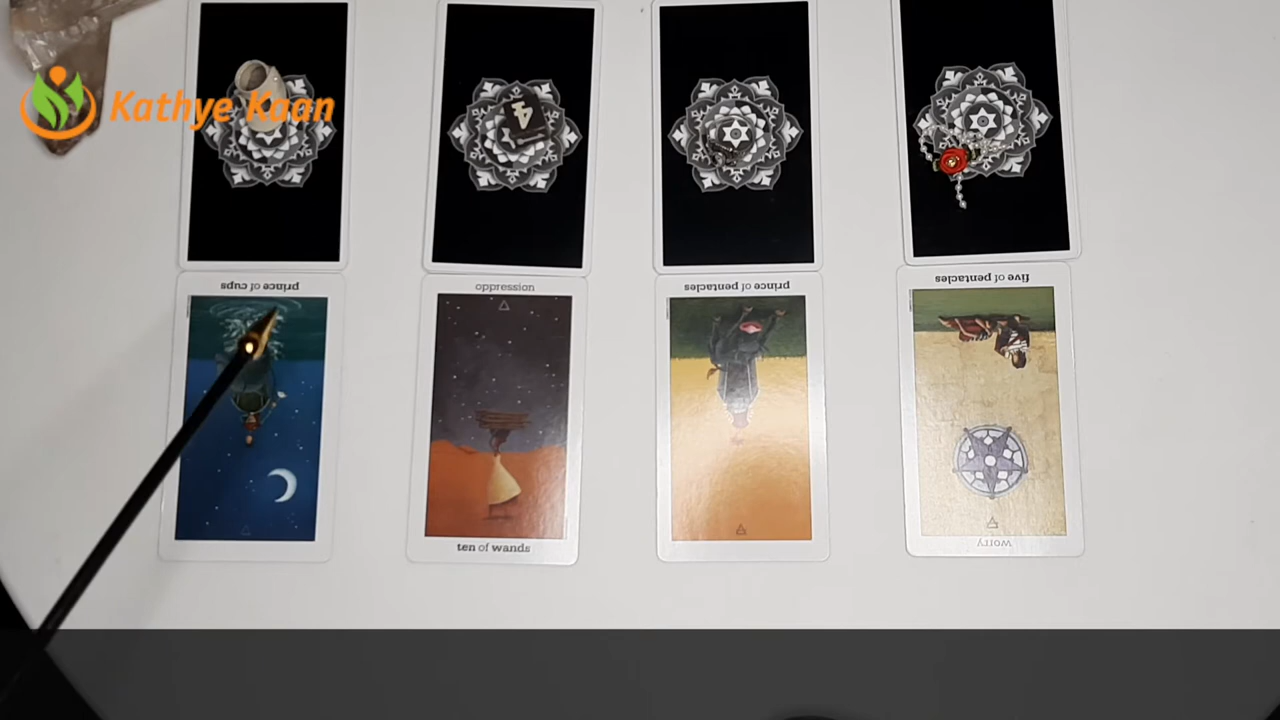 Kathye Kaan
prince of cups
oppression
ten of wands
prince of pentacles
five of pentacles
worry